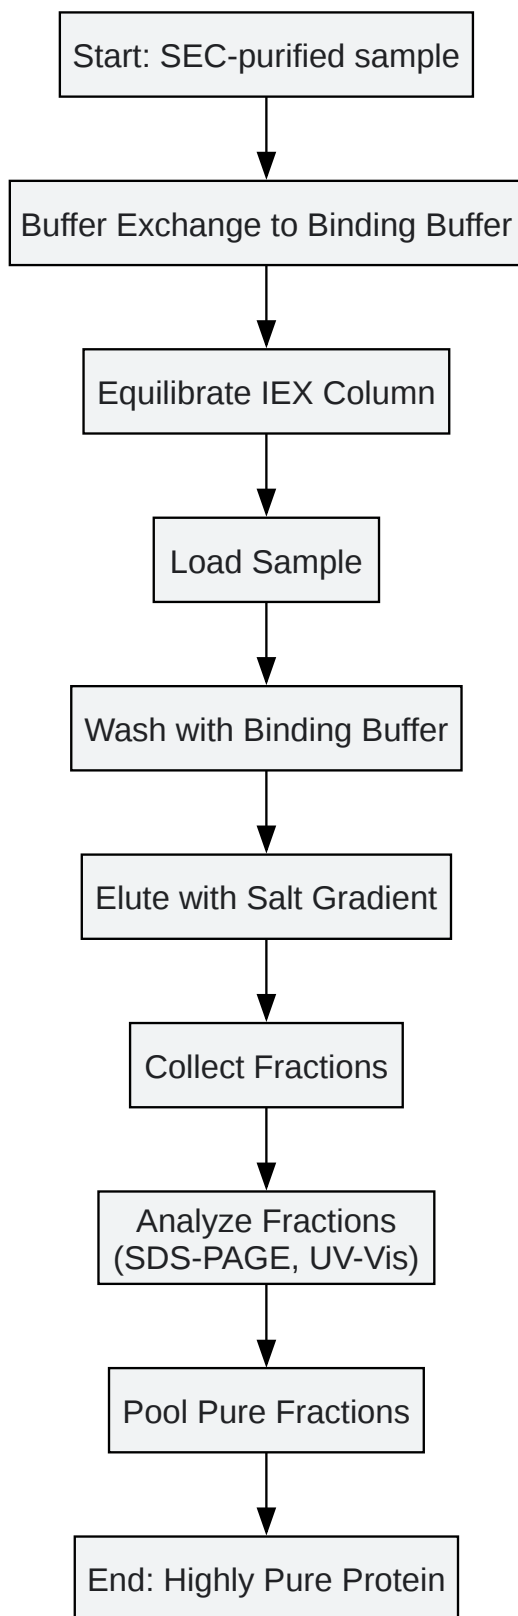 Start: SEC-purified sample
Buffer Exchange to Binding Buffer
Equilibrate IEX Column
Load Sample
Wash with Binding Buffer
Elute with Salt Gradient
Collect Fractions
Analyze Fractions
(SDS-PAGE, UV-Vis)
Pool Pure Fractions
End: Highly Pure Protein